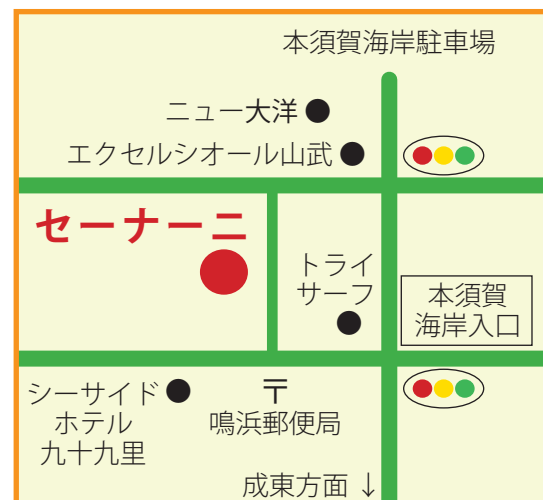 本須賀海岸駐車場
ニュー大洋
エクセルシオール山武
セーナーニ
トライ
サーフ
本須賀
海岸入口
シーサイド
ホテル
九十九里
〒
鳴浜郵便局
成東方面 ↓